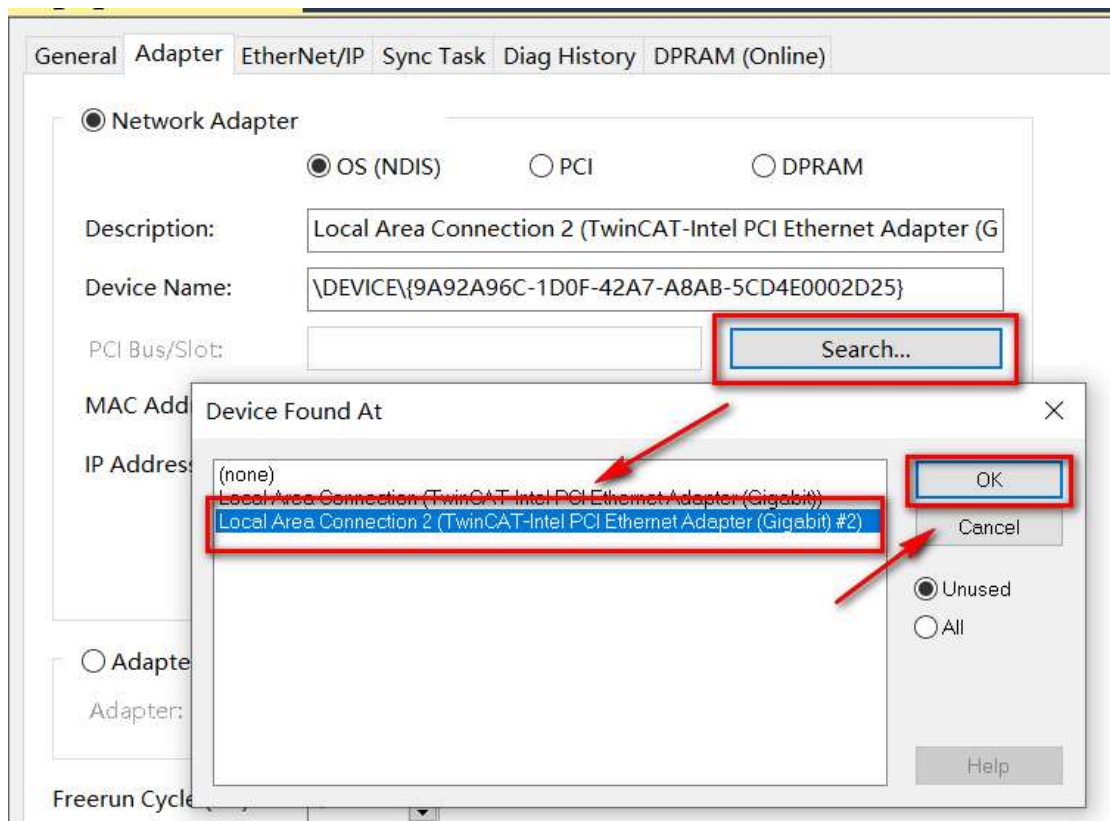 General Adapter EtherNet/IP Sync Task Diag History DPRAM (Online)
Network Adapter
OS (NDIS) PCI DPRAM
Description: Local Area Connection 2 (TwinCAT-Intel PCI Ethernet Adapter (G
Device Name: \DEVICE\{9A92A96C-1D0F-42A7-A8AB-5CD4E0002D25}
PCI Bus/Slot: Search...
MAC Add
Device Found At
IP Address
(none)
Local Area Connection (TwinCAT-Intel PCI Ethernet Adapter (Gigabit))
Local Area Connection 2 (TwinCAT-Intel PCI Ethernet Adapter (Gigabit) #2)
OK
Cancel
Unused
All
Adapte
Adapter:
Help
Freerun Cycle